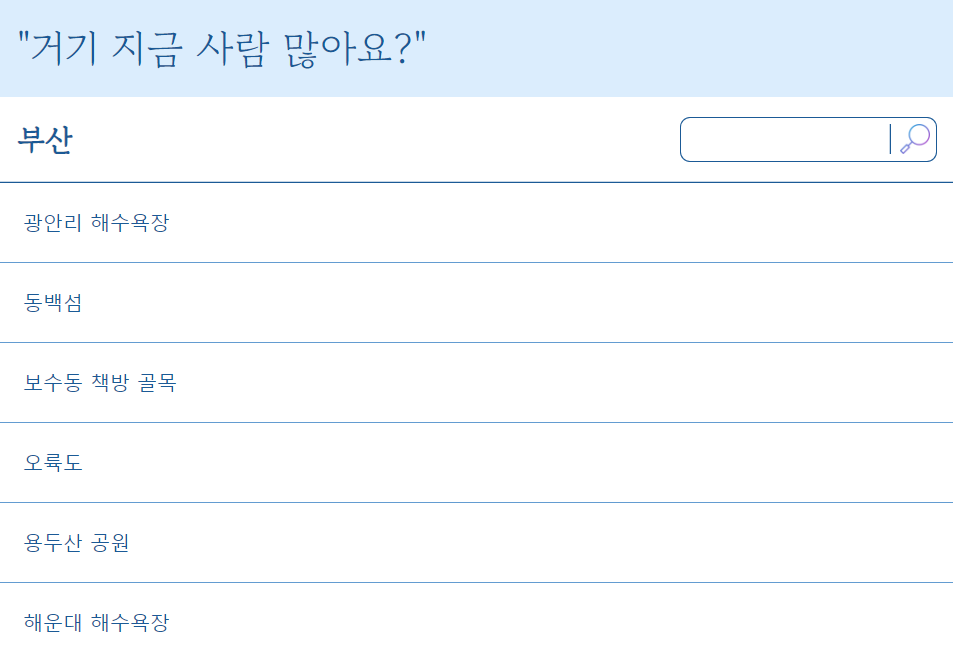 "거기 지금 사람 많아요?"
부산
광안리 해수욕장
동백섬
보수동 책방 골목
오륙도
용두산 공원
해운대 해수욕장